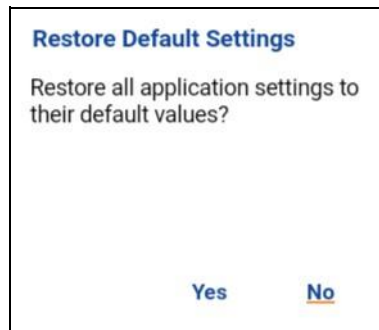 Restore Default Settings
Restore all application settings to
their default values?
Yes No